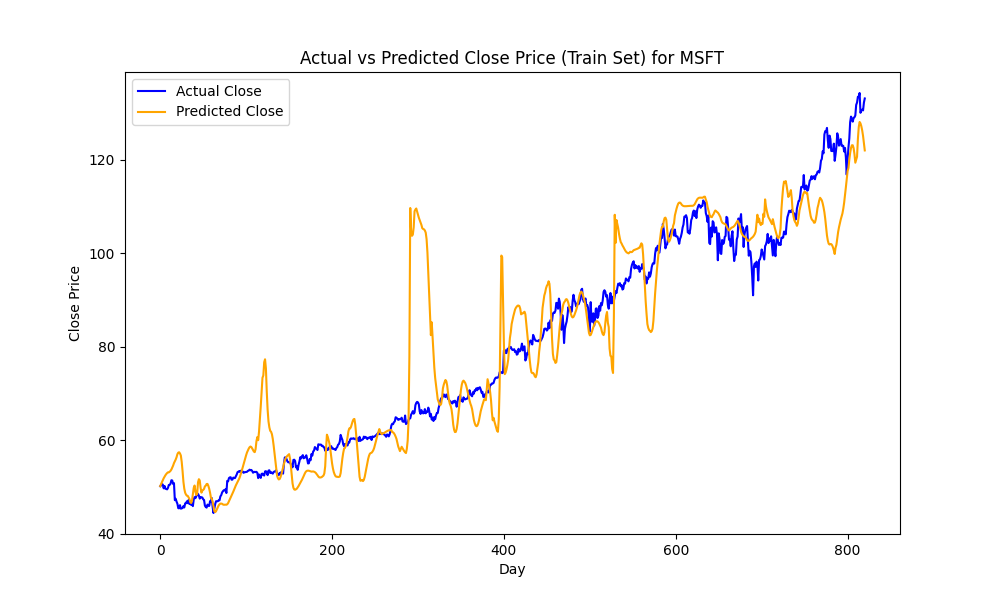 Actual vs Predicted Close Price (Train Set) for MSFT
Actual Close
Predicted Close
120
100
80
60
40
Close Price
0
200
400
600
800
Day